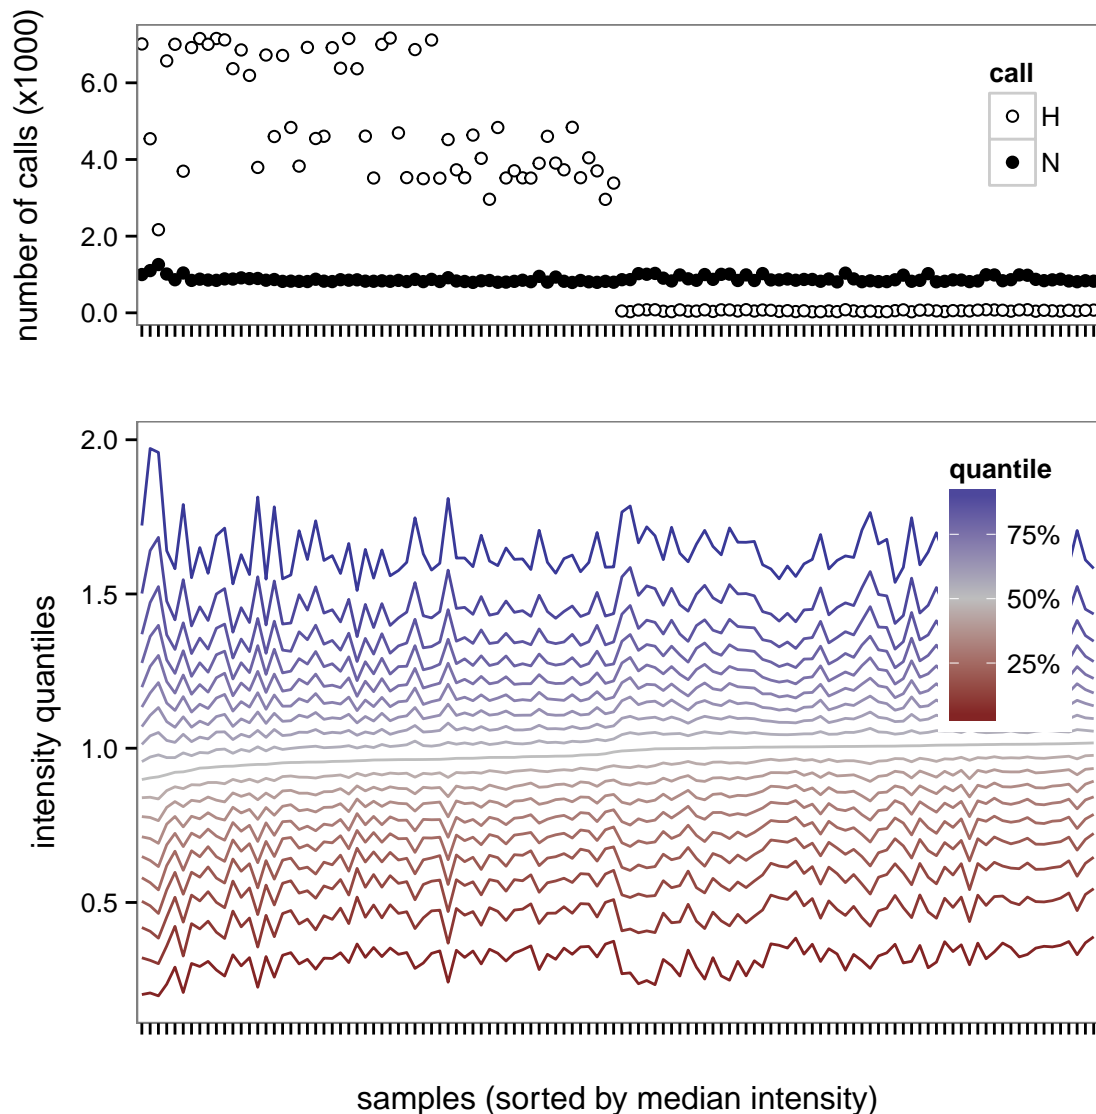 number of calls (x1000)
6.0
4.0
2.0
0.0
call
H
N
intensity quantiles
2.0
1.5
1.0
0.5
quantile
75%
50%
25%
samples (sorted by median intensity)